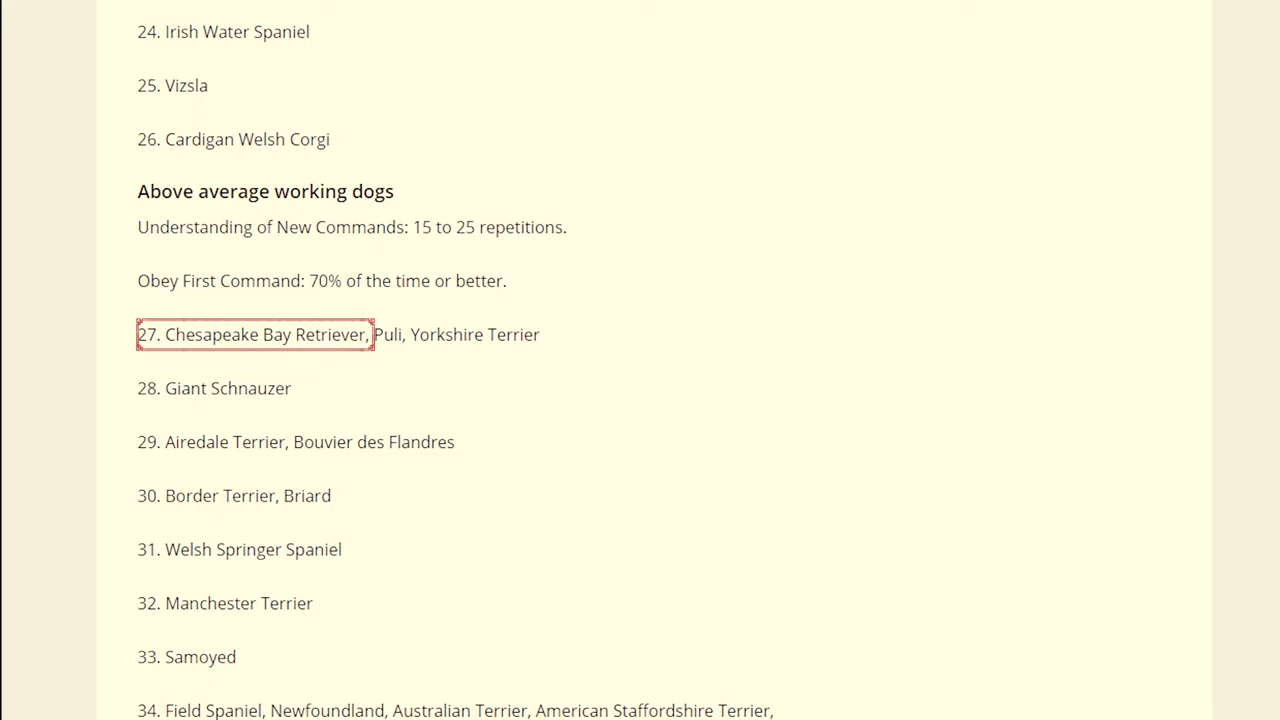 24. Irish Water Spaniel
25. Vizsla
26. Cardigan Welsh Corgi
Above average working dogs
Understanding of New Commands: 15 to 25 repetitions.
Obey First Command: 70% of the time or better.
27. Chesapeake Bay Retriever, Puli, Yorkshire Terrier
28. Giant Schnauzer
29. Airedale Terrier, Bouvier des Flandres
30. Border Terrier, Briard
31. Welsh Springer Spaniel
32. Manchester Terrier
33. Samoyed
34. Field Spaniel, Newfoundland, Australian Terrier, American Staffordshire Terrier,